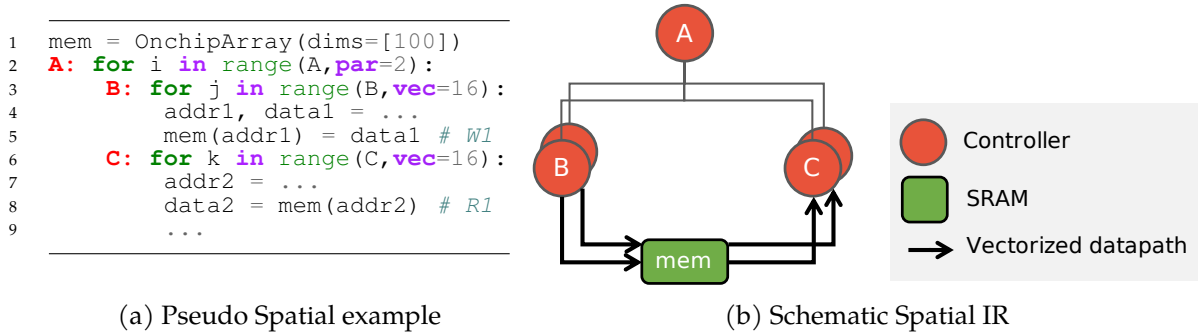 1 mem = OnchipArray(dims=[100])
2 A: for i in range(A,par=2):
3 B: for j in range(B,vec=16):
4 addr1, data1 = ...
5 mem(addr1) = data1 # W1
6 C: for k in range(C,vec=16):
7 addr2 = ...
8 data2 = mem(addr2) # R1
9 ...
(a) Pseudo Spatial example
A
B
C
mem
Controller
SRAM
Vectorized datapath
(b) Schematic Spatial IR